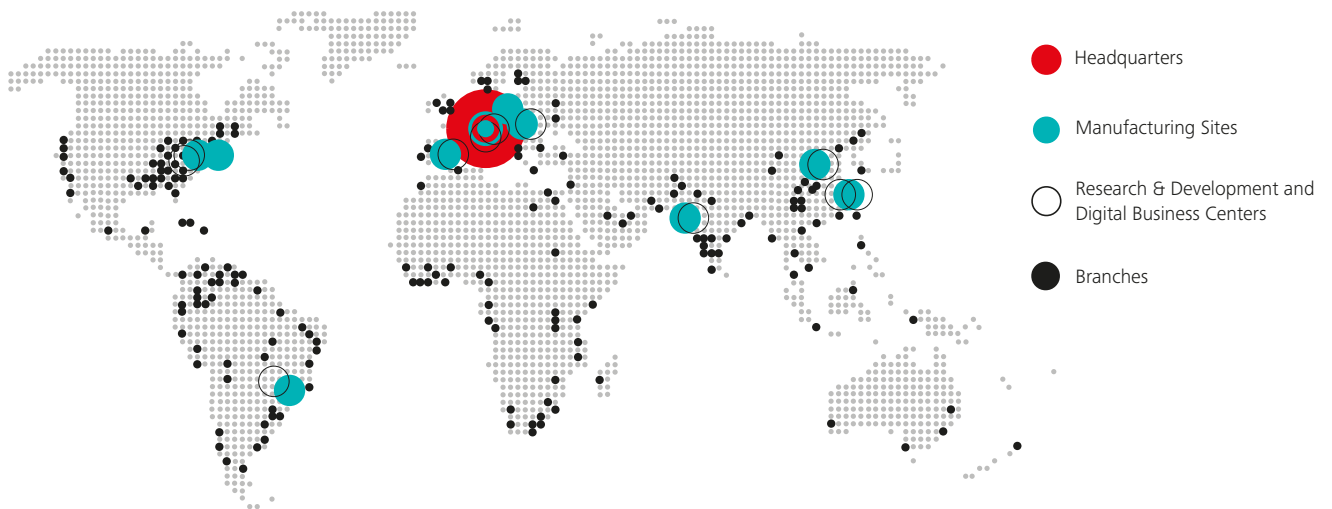 Headquarters
Manufacturing Sites
Research & Development and
Digital Business Centers
Branches